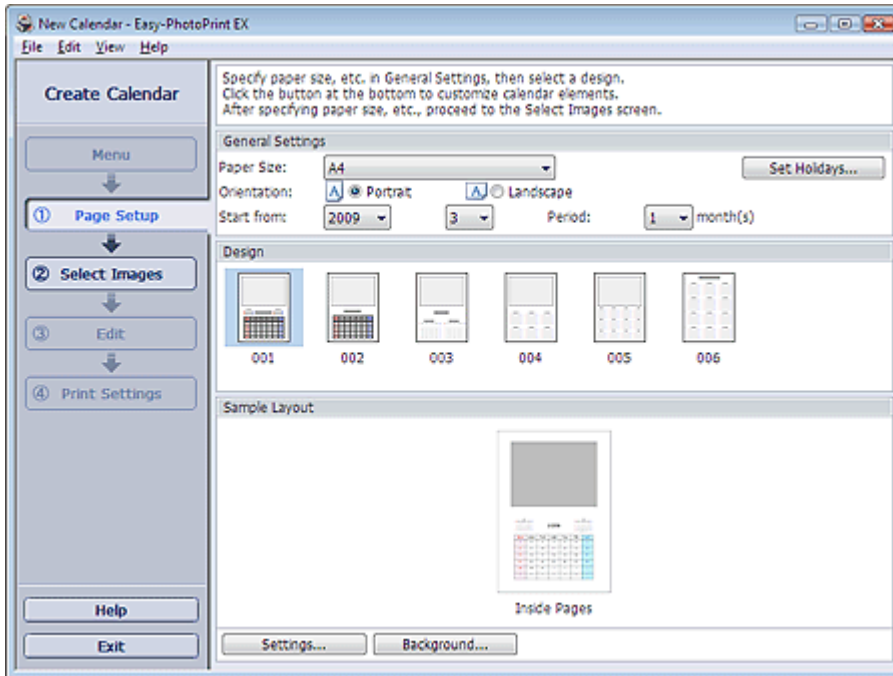 New Calendar - Easy-PhotoPrint EX
File Edit View Help
Create Calendar
Menu
① Page Setup
② Select Images
③ Edit
④ Print Settings
Help
Exit
Specify paper size, etc. in General Settings, then select a design.
Click the button at the bottom to customize calendar elements.
After specifying paper size, etc., proceed to the Select Images screen.
General Settings
Paper Size: A4 Set Holidays...
Orientation: A Portrait A Landscape
Start from: 2009 3 Period: 1 month(s)
Design
001 002 003 004 005 006
Sample Layout
Inside Pages
Settings... Background...